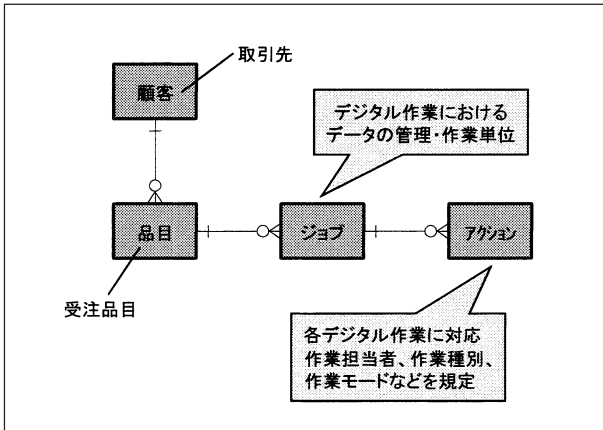 取引先
顧客
デジタル作業における
データの管理・作業単位
品目
ジョブ
アクション
受注品目
各デジタル作業に対応
作業担当者、作業種別、
作業モードなどを規定